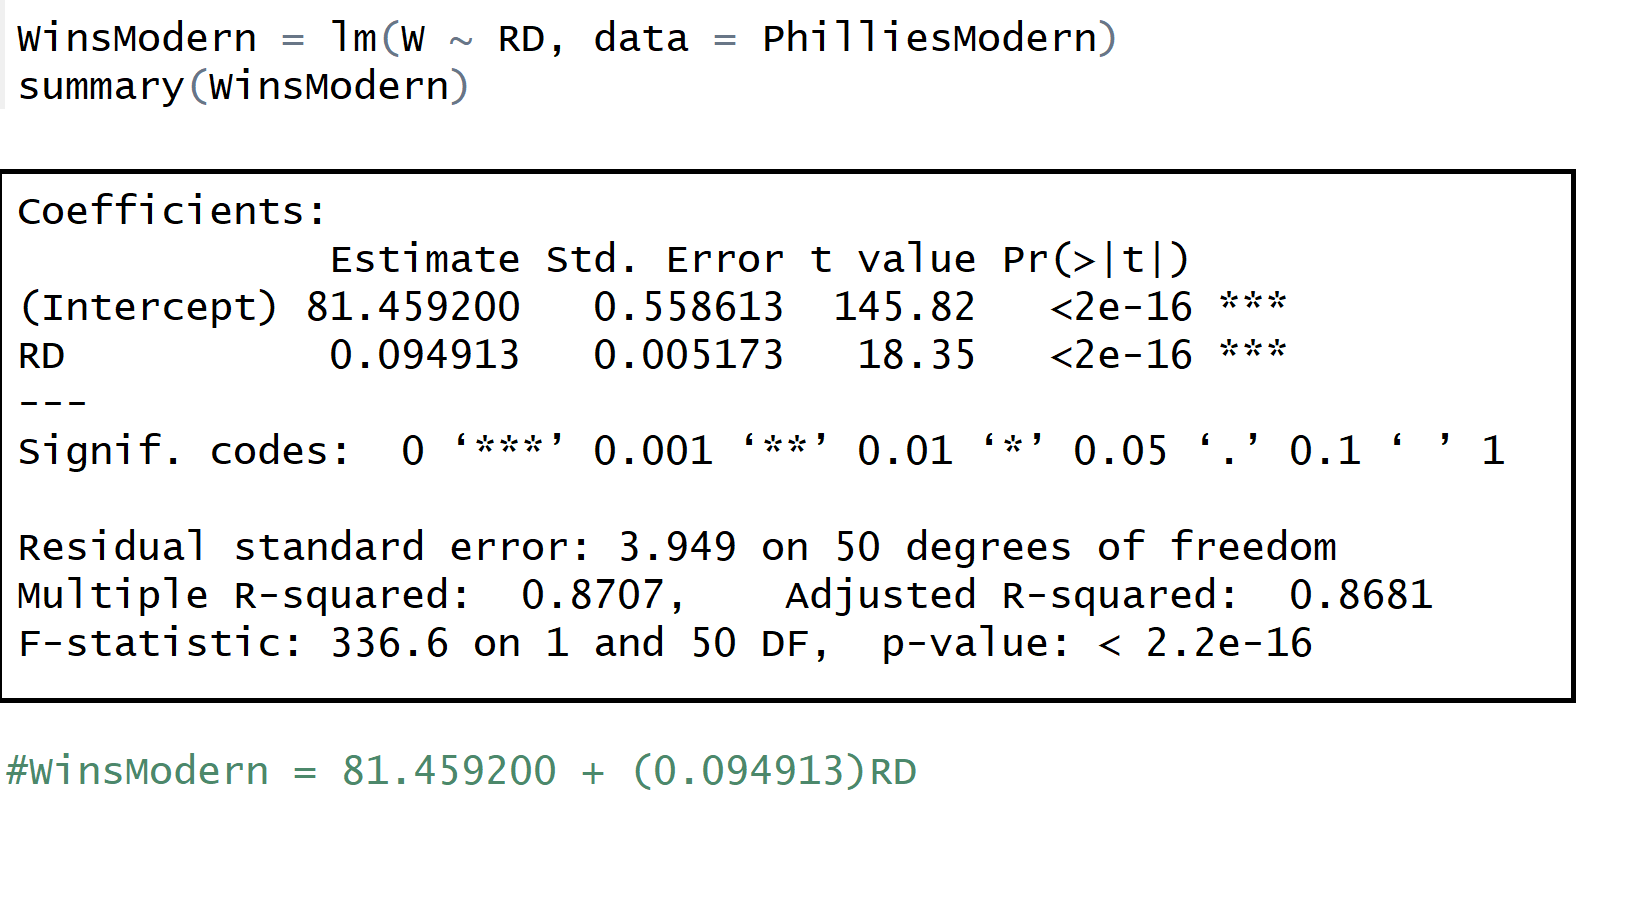 WinsModern = lm(W ~ RD, data = PhilliesModern)
summary(WinsModern)
Coefficients:
             Estimate Std. Error t value Pr(>|t|)
(Intercept) 81.459200   0.558613  145.82   <2e-16 ***
RD           0.094913   0.005173   18.35   <2e-16 ***
---
Signif. codes:  0 ‘***’ 0.001 ‘**’ 0.01 ‘*’ 0.05 ‘.’ 0.1 ‘ ’ 1
Residual standard error: 3.949 on 50 degrees of freedom
Multiple R-squared:  0.8707,    Adjusted R-squared:  0.8681
F-statistic: 336.6 on 1 and 50 DF,  p-value: < 2.2e-16
#WinsModern = 81.459200 + (0.094913)RD